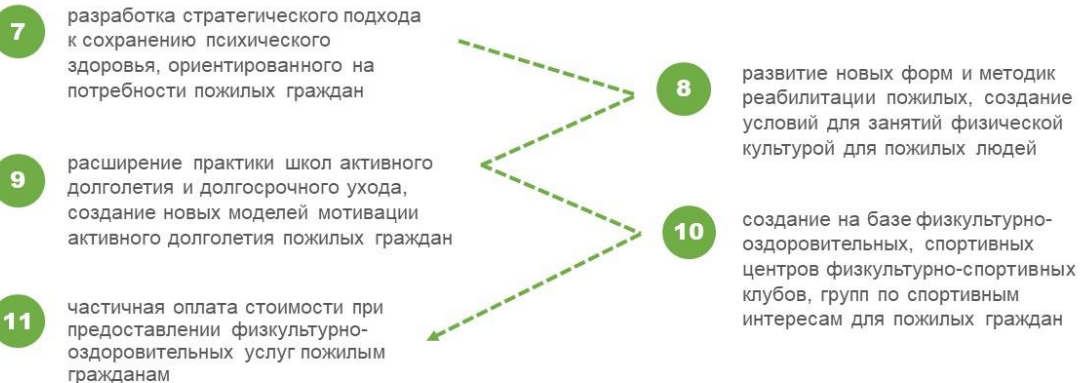 7
разработка стратегического подхода
к сохранению психического
здоровья, ориентированного на
потребности пожилых граждан
8
развитие новых форм и методик
реабилитации пожилых, создание
условий для занятий физической
культурой для пожилых людей
9
расширение практики школ активного
долголетия и долгосрочного ухода,
создание новых моделей мотивации
активного долголетия пожилых граждан
10
создание на базе физкультурно-
оздоровительных, спортивных
центров физкультурно-спортивных
клубов, групп по спортивным
интересам для пожилых граждан
11
частичная оплата стоимости при
предоставлении физкультурно-
оздоровительных услуг пожилым
гражданам